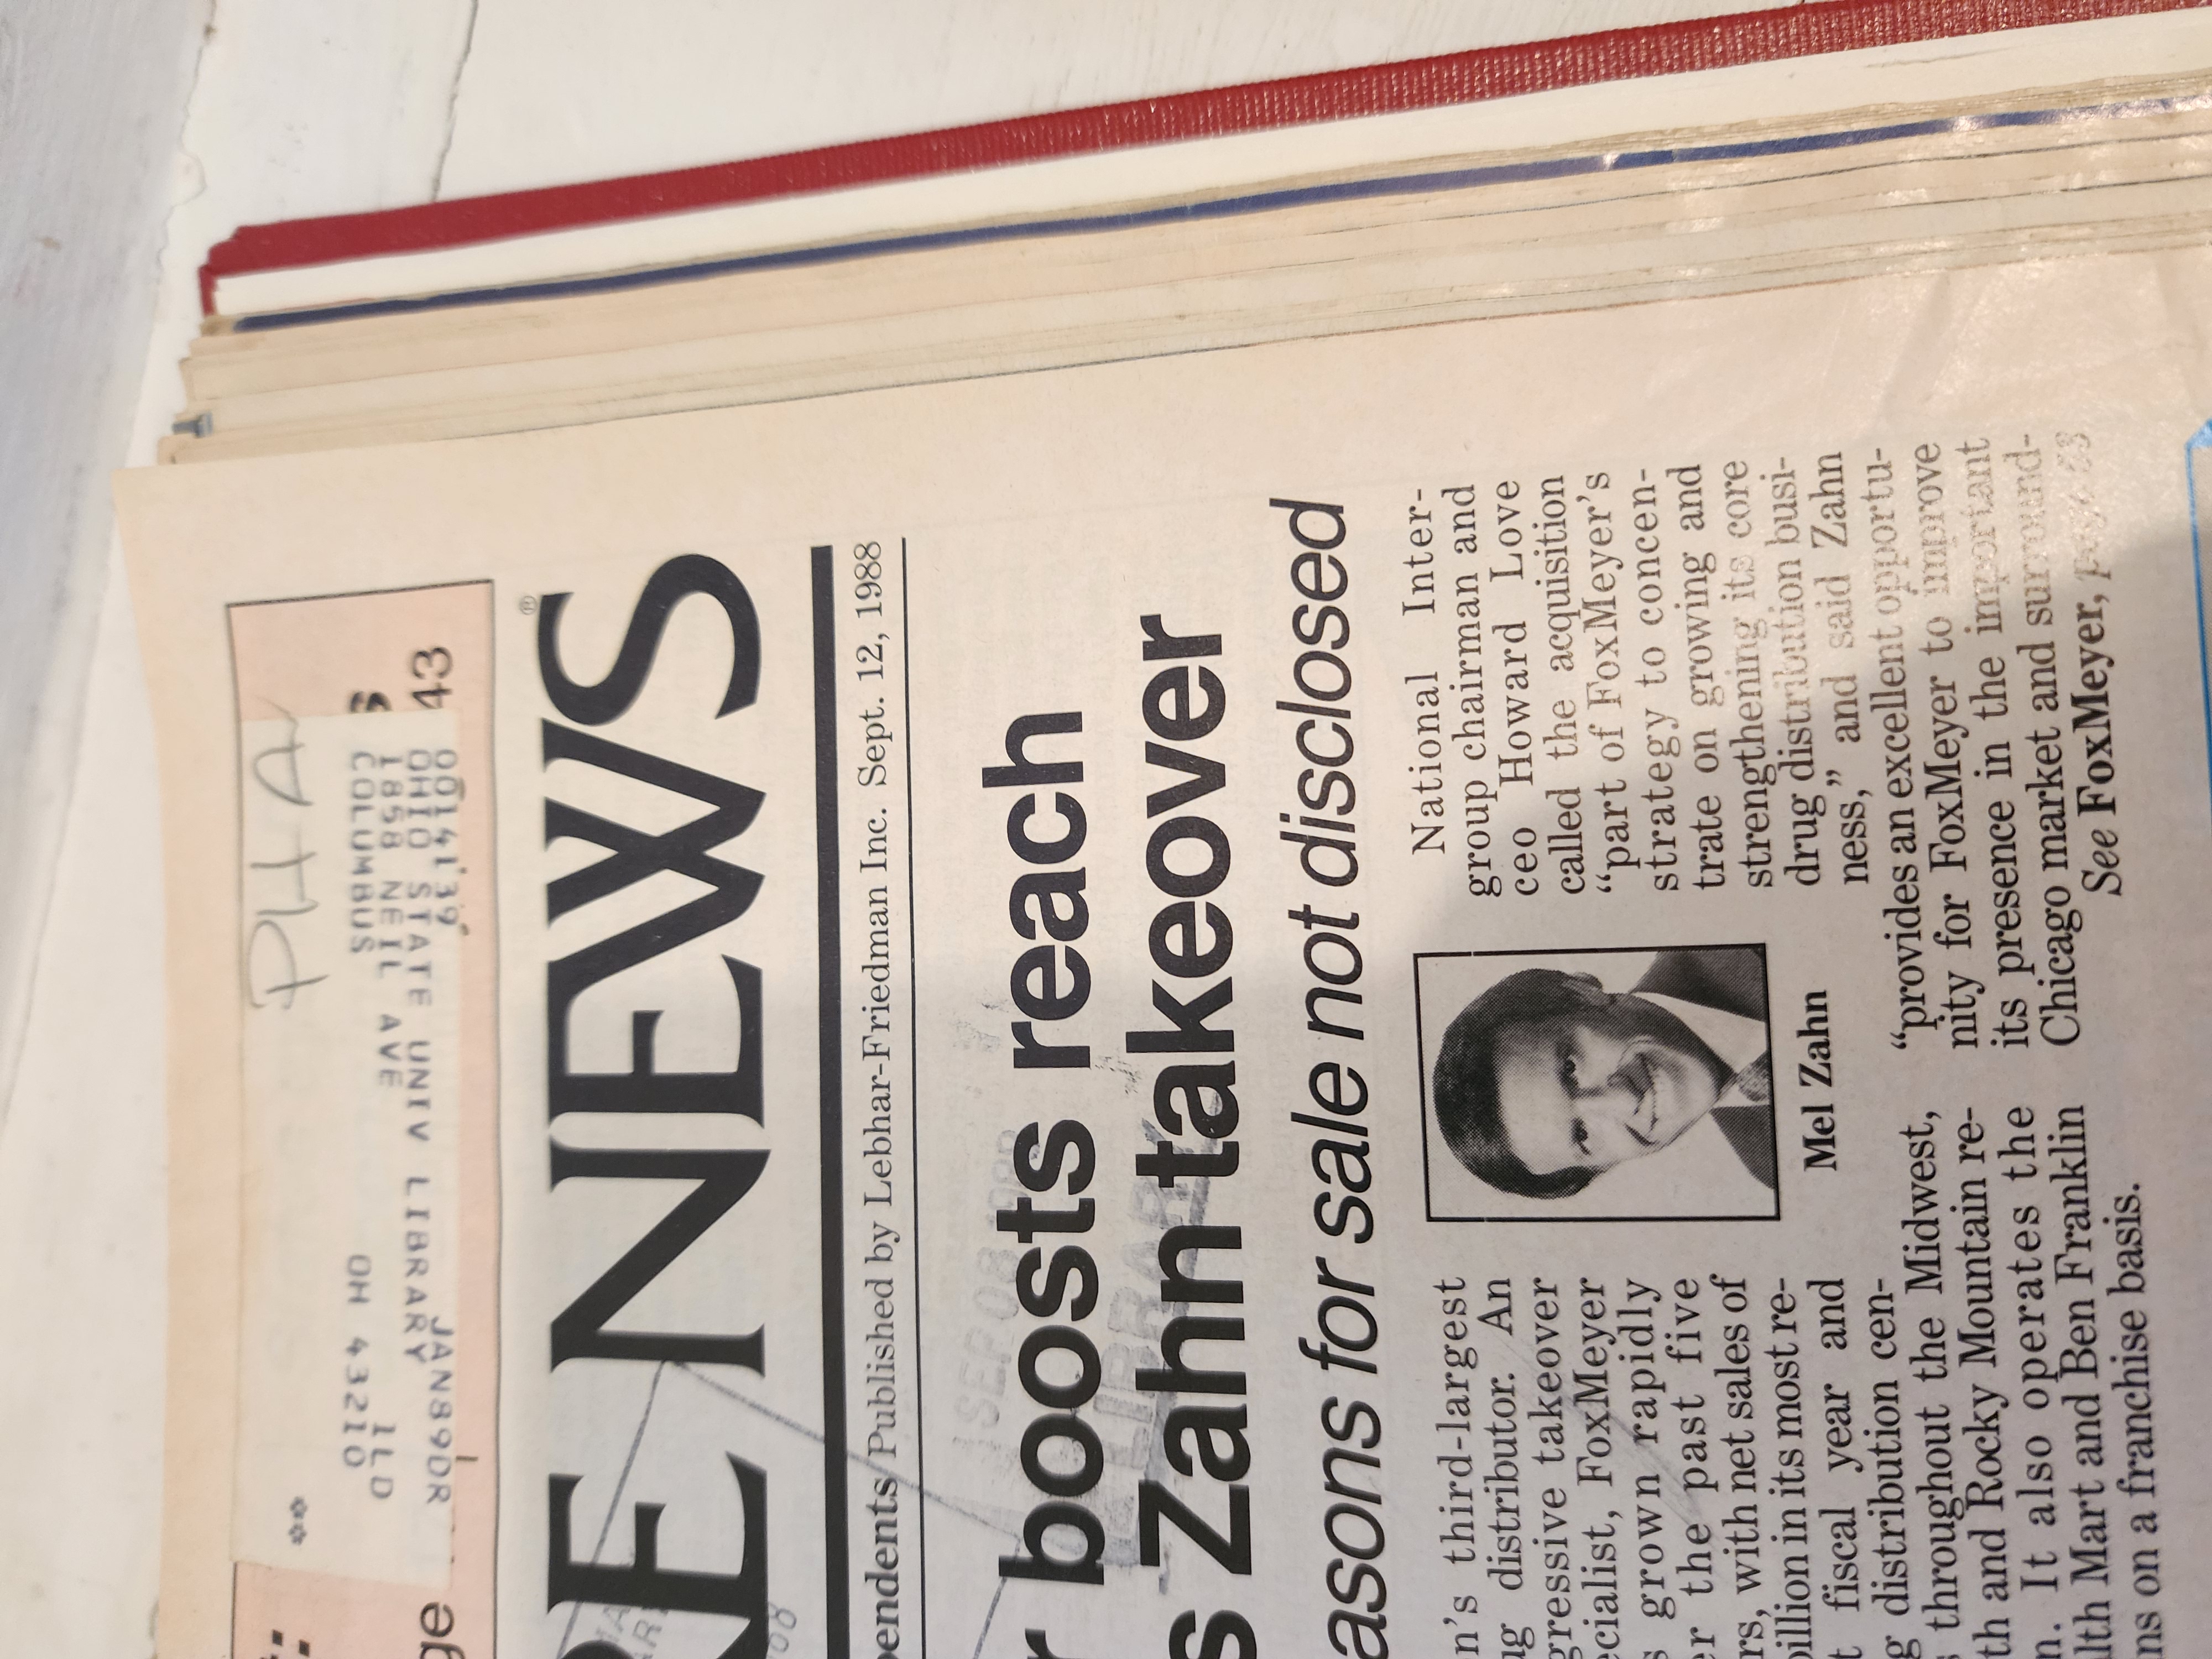 PHA
**
00141'39 JAN89DR
OHIO STATE UNIV LIBRARY
1858 NEIL AVE ILD
COLUMBUS OH 43210
ge
43
RE NEWS®
pendents Published by Lebhar-Friedman Inc. Sept. 12, 1988
r boosts reach
s Zahn takeover
asons for sale not disclosed
n's third-largest
ug distributor. An
gressive takeover
ecialist, FoxMeyer
s grown rapidly
er the past five
rs, with net sales of
billion in its most re-
t fiscal year and
g distribution cen-
s throughout the Midwest,
th and Rocky Mountain re-
n. It also operates the
lth Mart and Ben Franklin
ns on a franchise basis.
Mel Zahn
National Inter-
group chairman and
ceo Howard Love
called the acquisition
“part of FoxMeyer's
strategy to concen-
trate on growing and
strengthening its core
drug distribution busi-
ness,” and said Zahn
“provides an excellent opportu-
nity for FoxMeyer to improve
its presence in the important
Chicago market and surround-
See FoxMeyer,
SEP 08
LIBRARY